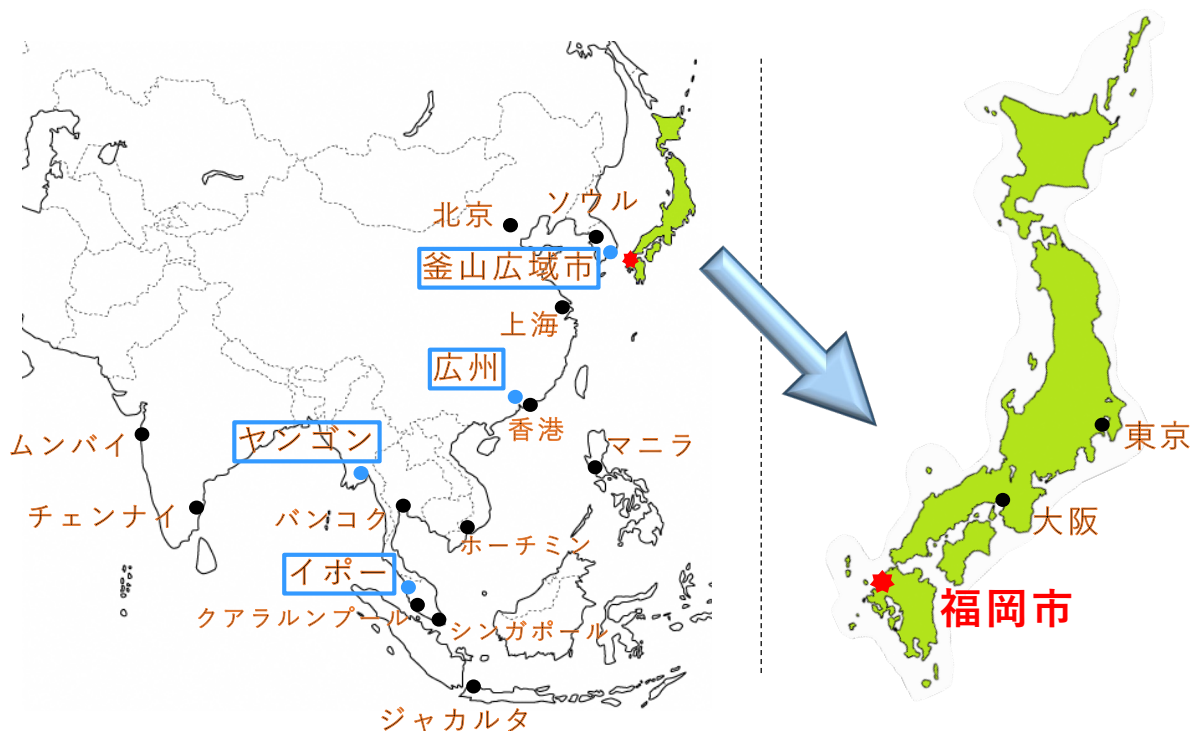 ソウル
北京
釜山広域市
上海
広州
香港
ヤンゴン
マニラ
ムンバイ
チェンナイ
バンコク
ホーチミン
イポー
クアラルンプール
シンガポール
ジャカルタ
東京
大阪
福岡市